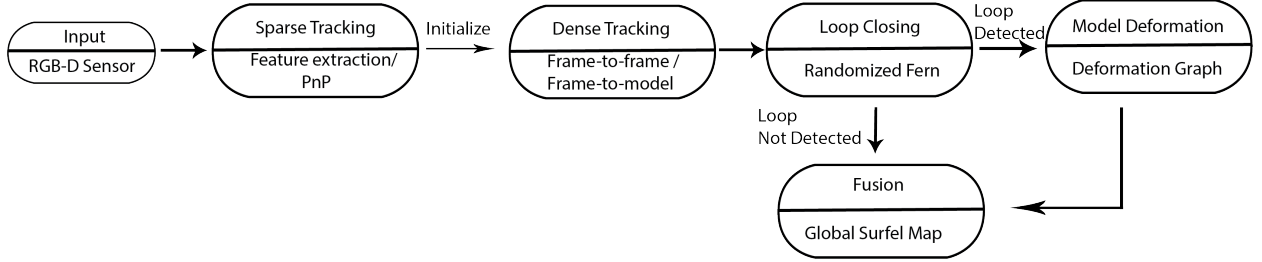 Input
RGB-D Sensor
Sparse Tracking
Feature extraction/
PnP
Initialize
Dense Tracking
Frame-to-frame /
Frame-to-model
Loop Closing
Randomized Fern
Loop
Detected
Model Deformation
Deformation Graph
Loop
Not Detected
Fusion
Global Surfel Map